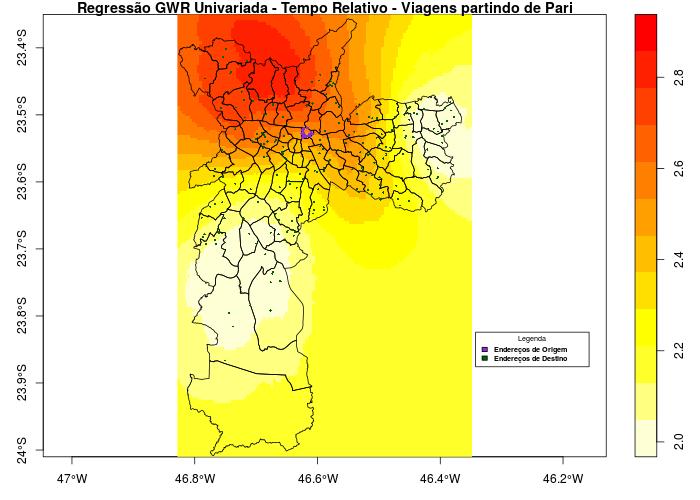 Regressão GWR Univariada - Tempo Relativo - Viagens partindo de Pari
23.4°S
23.5°S
23.6°S
23.7°S
23.8°S
23.9°S
24°S
47°W
46.8°W
46.6°W
46.4°W
46.2°W
Legenda
Endereços de Origem
Endereços de Destino
2.8
2.6
2.4
2.2
2.0